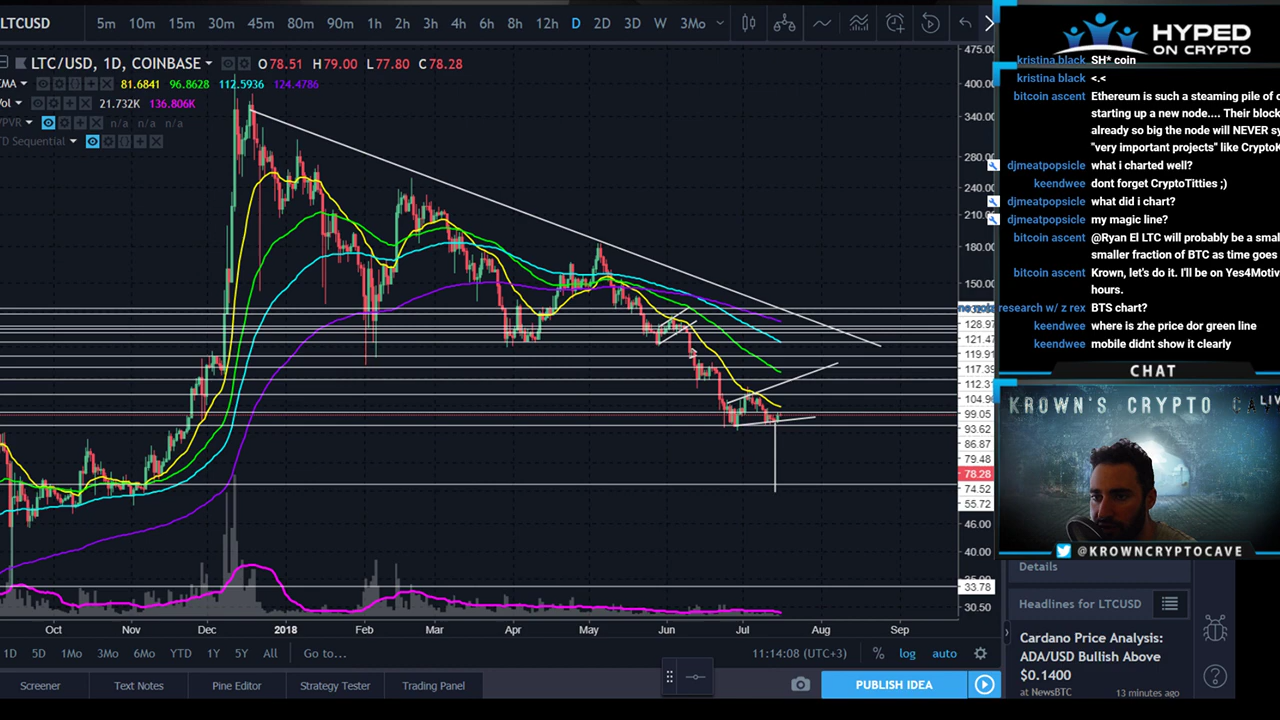 LTCUSD 5m 10m 15m 30m 45m 80m 90m 1h 2h 3h 4h 6h 8h 12h D 2D 3D W 3Mo
LTC/USD, 1D, COINBASE O78.51 H79.00 L77.80 C78.28
EMA 81.6841 96.8628 112.5936 124.4786
Vol 21.732K 136.806K
VPVR n/a n/a n/a
TD Sequential
475.00
400.00
340.00
280.00
240.00
210.00
180.00
150.00
128.97
121.47
119.91
117.39
112.31
104.90
99.05
93.62
86.87
79.48
78.28
74.52
55.72
46.00
40.00
33.78
30.50
Oct Nov Dec 2018 Feb Mar Apr May Jun Jul Aug Sep
1D 5D 1Mo 3Mo 6Mo YTD 1Y 5Y All Go to... 11:14:08 (UTC+3) % log auto
Screener Text Notes Pine Editor Strategy Tester Trading Panel PUBLISH IDEA
HYPED
ON CRYPTO
kristina black SH* coin
kristina black <.<
bitcoin ascent Ethereum is such a steaming pile of
starting up a new node.... Their block
already so big the node will NEVER
"very important projects" like
djmeatpopsicle what i charted well?
keendwee dont forget CryptoTitties ;)
djmeatpopsicle what did i chart?
djmeatpopsicle my magic line?
bitcoin ascent @Ryan El LTC will probably be a
smaller fraction of BTC as time goes
bitcoin ascent Krown, let's do it. I'll be on
hours.
research w/ z rex BTS chart?
keendwee where is zhe price dor green line
keendwee mobile didnt show it clearly
CHAT
KROWN'S CRYPTO CAVE
LIV
@KROWNCRYPTOCAVE
Details
Headlines for LTCUSD
Cardano Price Analysis:
ADA/USD Bullish Above
$0.1400
at NewsBTC 13 minutes ago